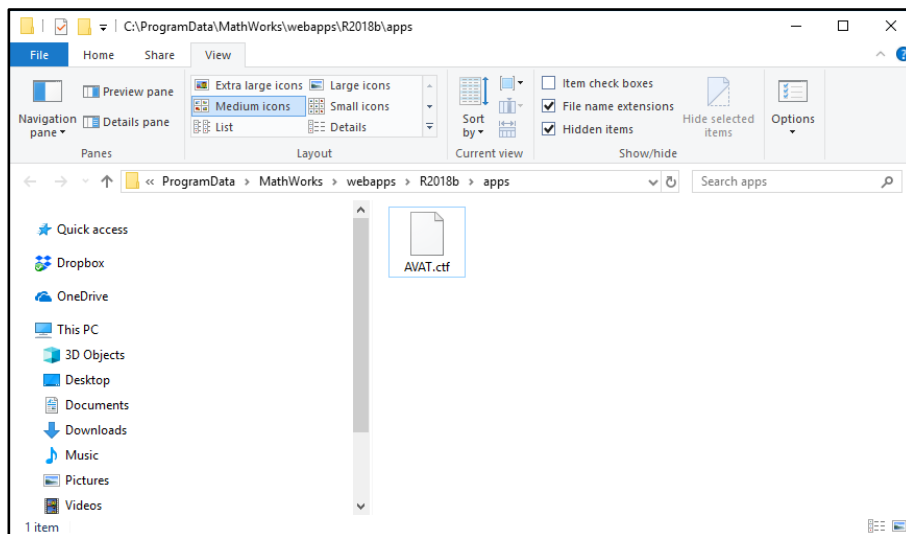 C:\ProgramData\MathWorks\webapps\R2018b\apps
File Home Share View
Navigation pane
Preview pane
Details pane
Panes
Extra large icons Large icons
Medium icons Small icons
List Details
Layout
Sort by
Current view
Item check boxes
File name extensions
Hidden items
Hide selected items
Show/hide
Options
« ProgramData > MathWorks > webapps > R2018b > apps
Search apps
Quick access
Dropbox
OneDrive
This PC
3D Objects
Desktop
Documents
Downloads
Music
Pictures
Videos
AVAT.ctf
1 item